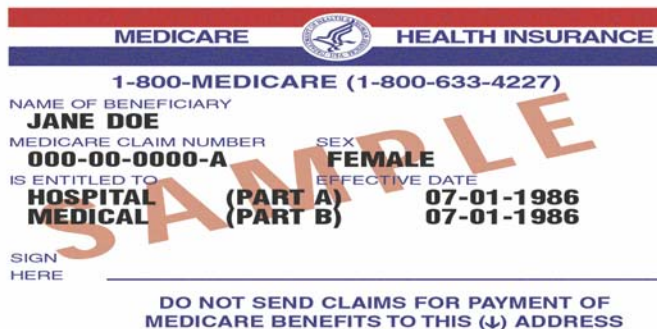 MEDICARE HEALTH INSURANCE
1-800-MEDICARE (1-800-633-4227)
NAME OF BENEFICIARY
JANE DOE
MEDICARE CLAIM NUMBER SEX
000-00-0000-A FEMALE
IS ENTITLED TO EFFECTIVE DATE
HOSPITAL (PART A) 07-01-1986
MEDICAL (PART B) 07-01-1986
SAMPLE
SIGN
HERE
DO NOT SEND CLAIMS FOR PAYMENT OF
MEDICARE BENEFITS TO THIS (↓) ADDRESS